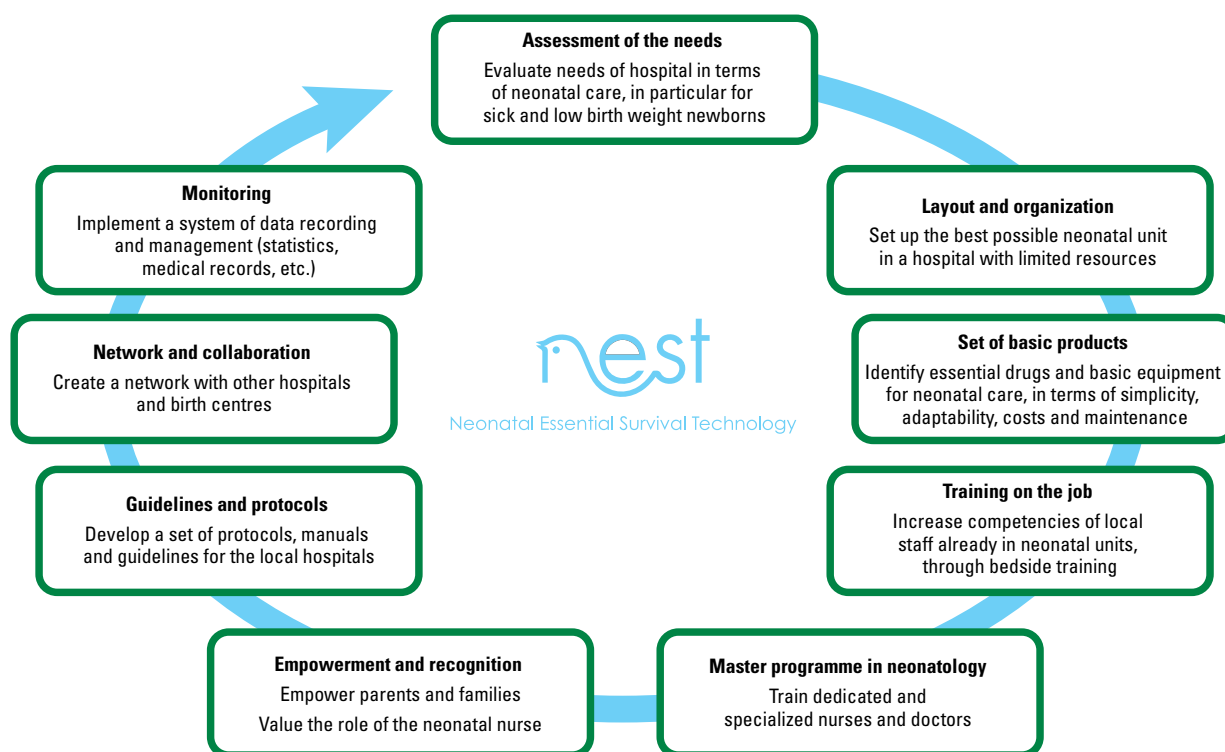 Assessment of the needs
Evaluate needs of hospital in terms
of neonatal care, in particular for
sick and low birth weight newborns
Layout and organization
Set up the best possible neonatal unit
in a hospital with limited resources
Set of basic products
Identify essential drugs and basic equipment
for neonatal care, in terms of simplicity,
adaptability, costs and maintenance
Training on the job
Increase competencies of local
staff already in neonatal units,
through bedside training
Master programme in neonatology
Train dedicated and
specialized nurses and doctors
Empowerment and recognition
Empower parents and families
Value the role of the neonatal nurse
Guidelines and protocols
Develop a set of protocols, manuals
and guidelines for the local hospitals
Network and collaboration
Create a network with other hospitals
and birth centres
Monitoring
Implement a system of data recording
and management (statistics,
medical records, etc.)
nest
Neonatal Essential Survival Technology